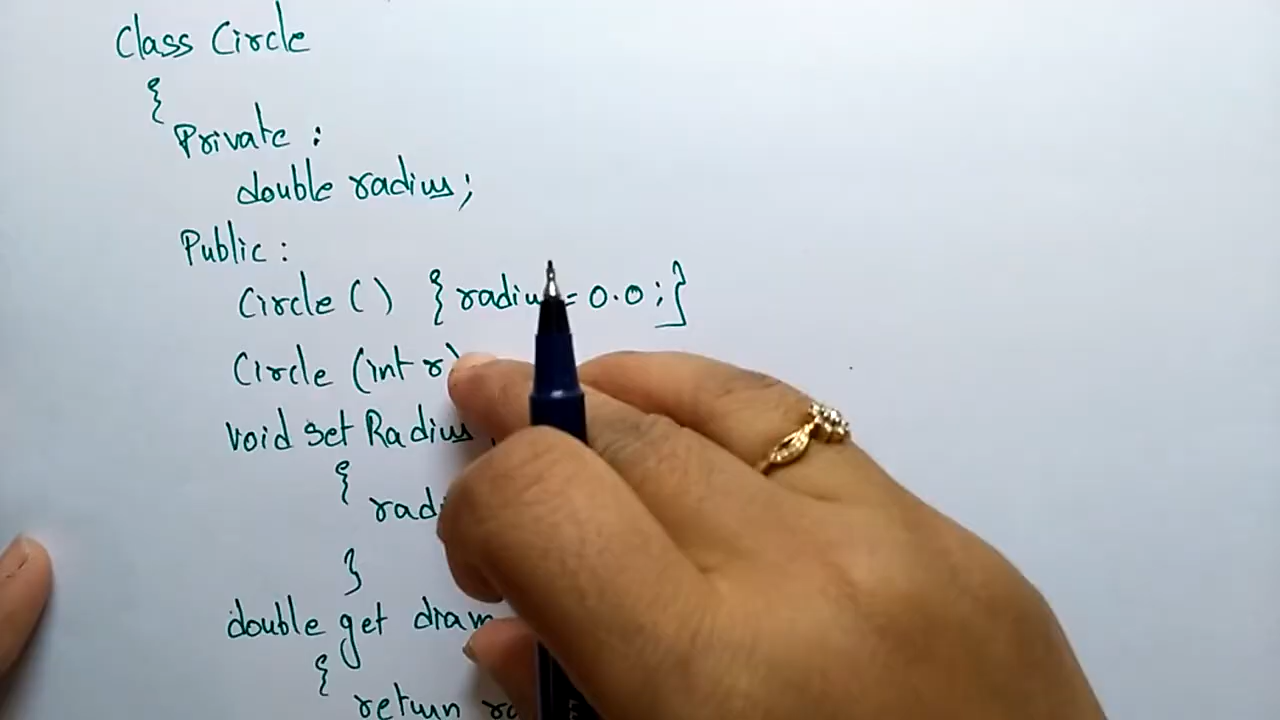 Class Circle
{
Private :
double radius;
Public :
Circle ( ) { radius = 0.0 ; }
Circle (int r)
void set Radius
{
}
double get
{
return